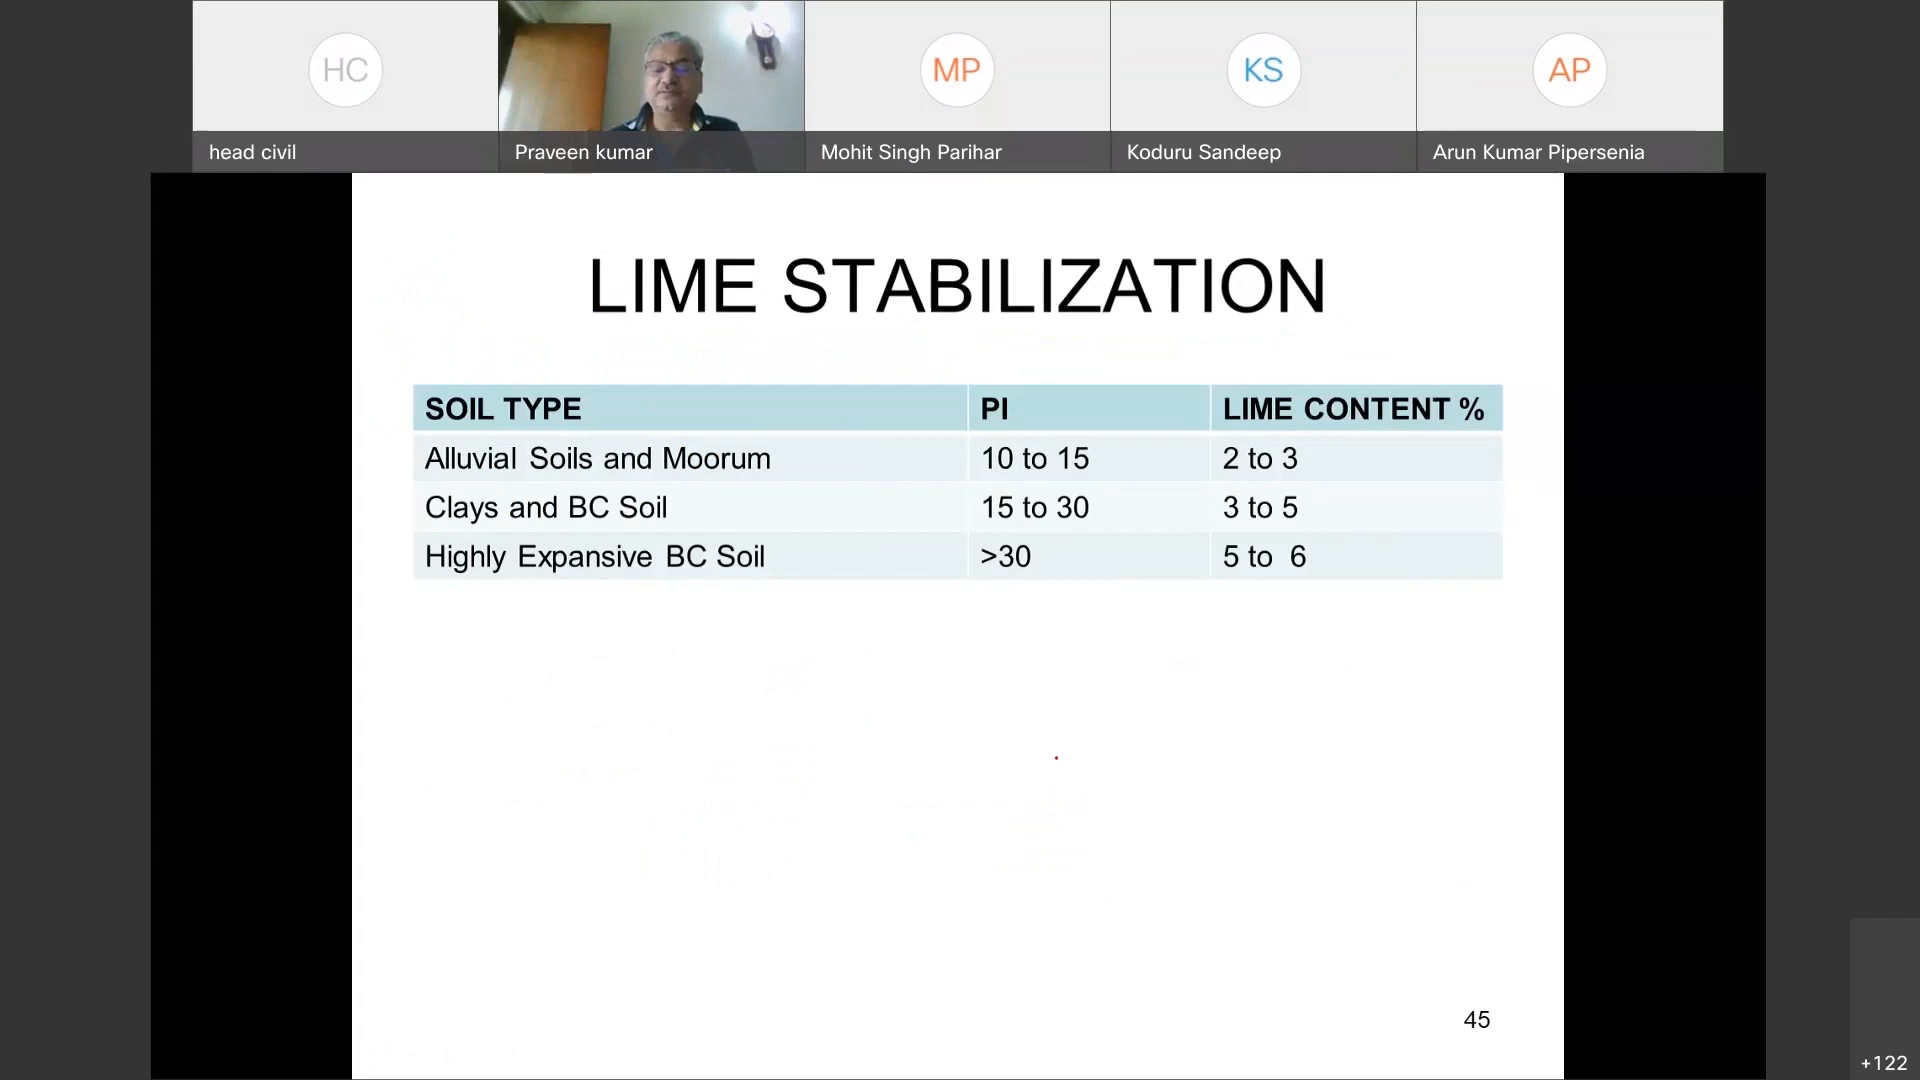 HC
MP
KS
AP
head civil
Praveen kumar
Mohit Singh Parihar
Koduru Sandeep
Arun Kumar Pipersenia
LIME STABILIZATION
SOIL TYPE PI LIME CONTENT %
Alluvial Soils and Moorum 10 to 15 2 to 3
Clays and BC Soil 15 to 30 3 to 5
Highly Expansive BC Soil >30 5 to 6
45
+122